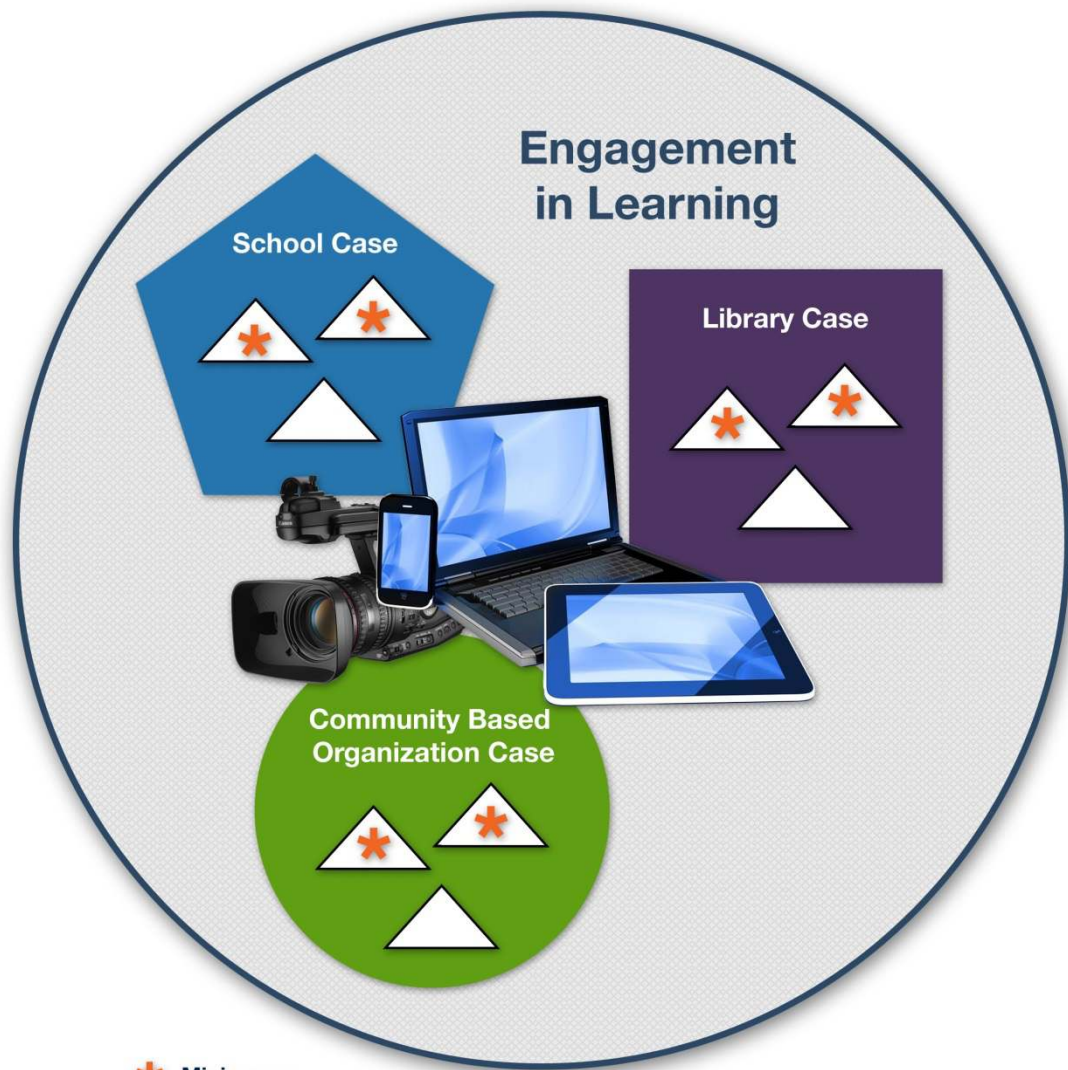 Engagement
in Learning
School Case
Library Case
Community Based
Organization Case